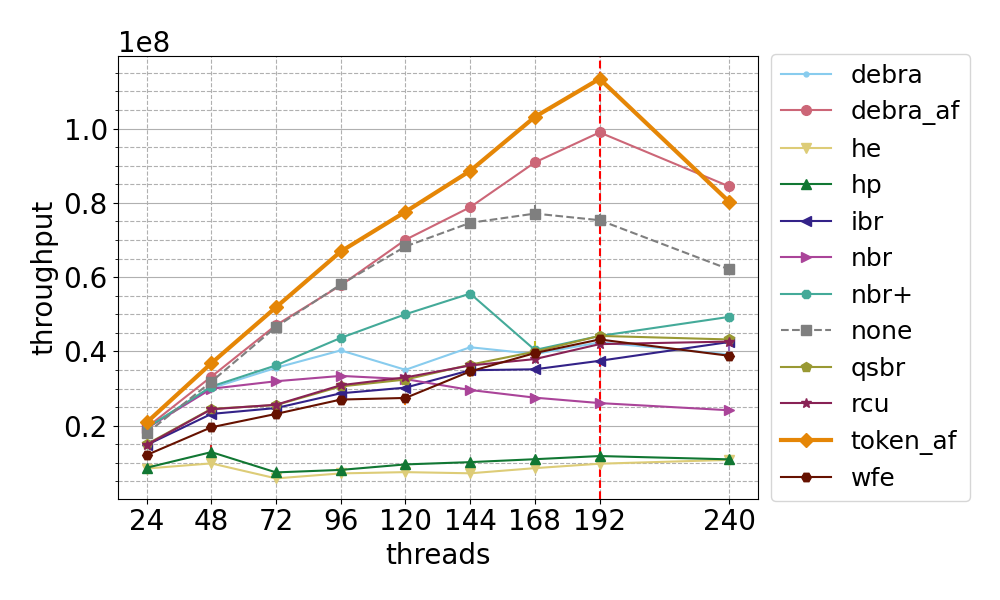 1e8
1.0
0.8
0.6
0.4
0.2
throughput
24 48 72 96 120 144 168 192 240
threads
debra
debra_af
he
hp
ibr
nbr
nbr+
none
qsbr
rcu
token_af
wfe